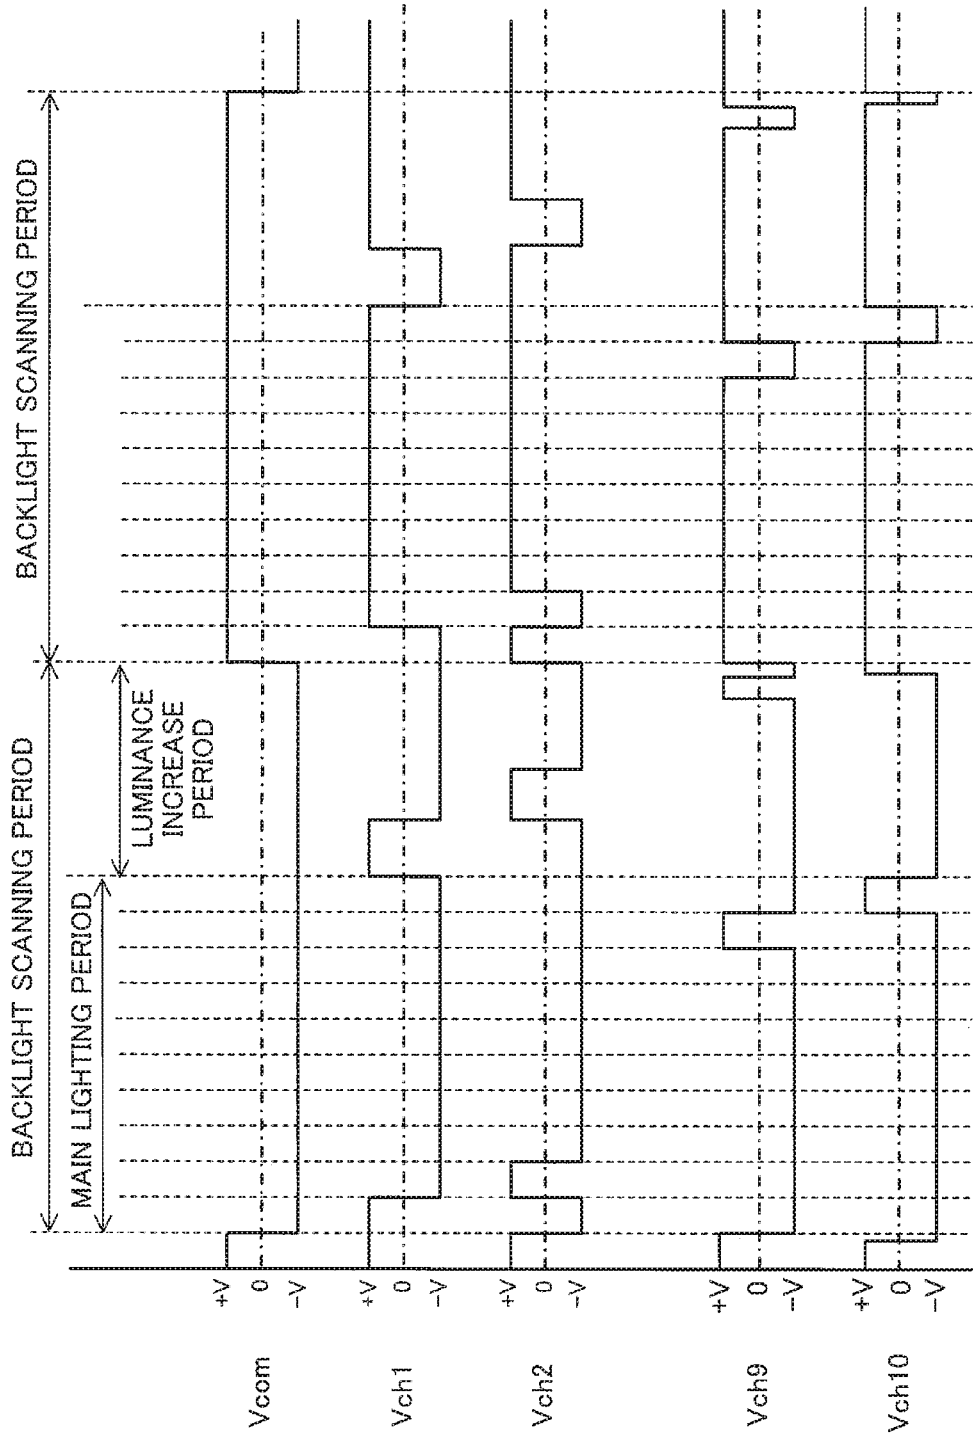 BACKLIGHT SCANNING PERIOD
BACKLIGHT SCANNING PERIOD
MAIN LIGHTING PERIOD
LUMINANCE
INCREASE
PERIOD
+V
Vcom 0
-V
+V
Vch1 0
-V
+V
Vch2 0
-V
+V
Vch9 0
-V
+V
Vch10 0
-V